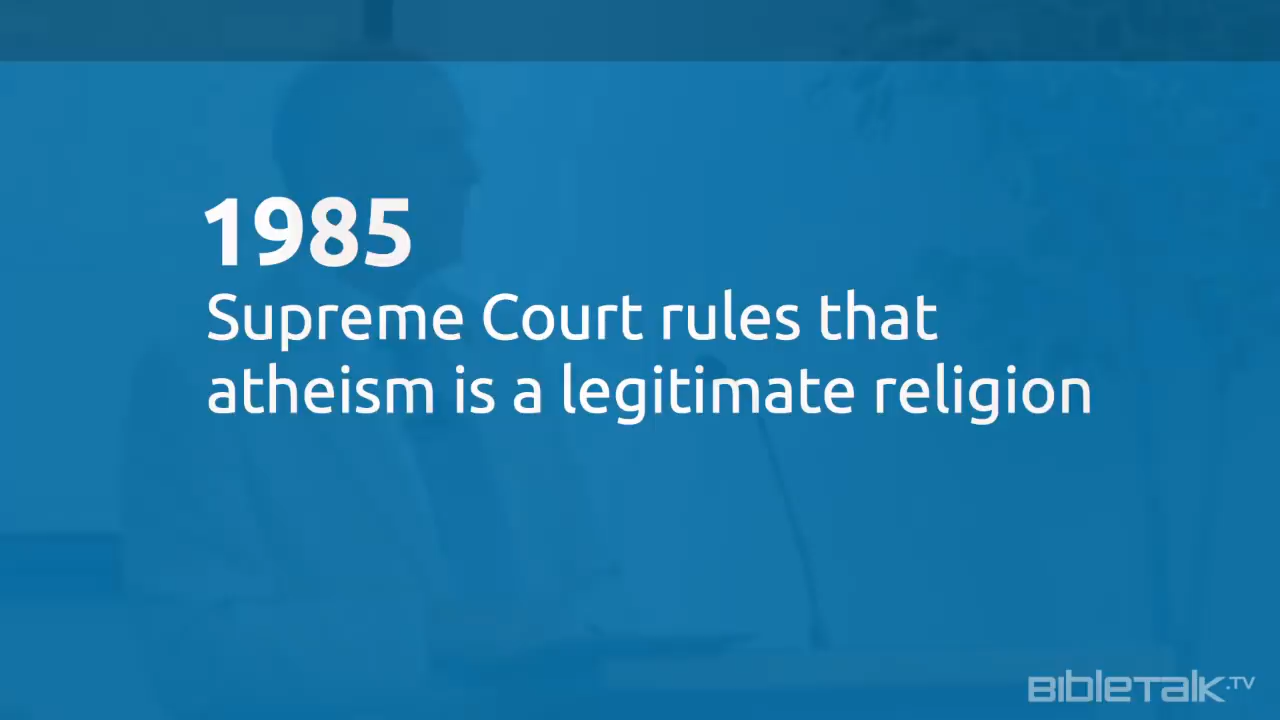 1985
Supreme Court rules that
atheism is a legitimate religion
BIBLETALK.TV